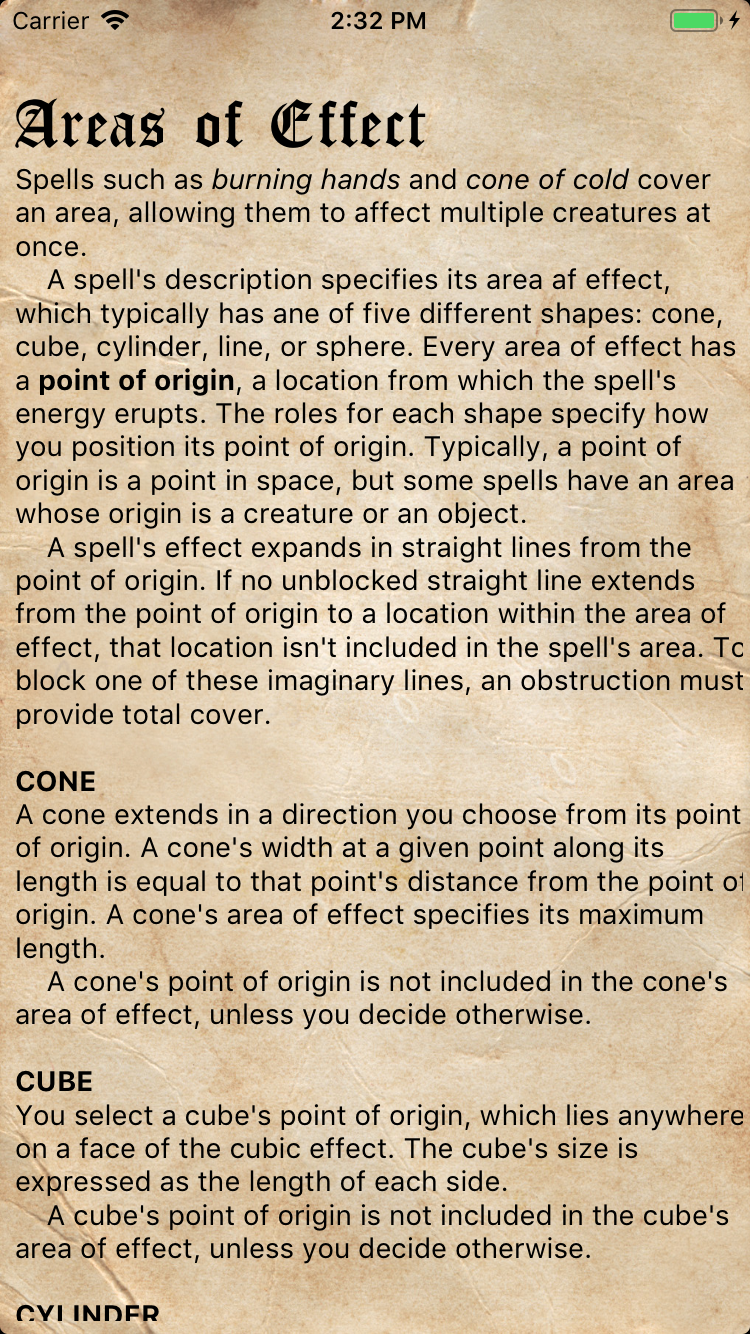 Carrier 2:32 PM
Areas of Effect
Spells such as burning hands and cone of cold cover
an area, allowing them to affect multiple creatures at
once.
A spell's description specifies its area af effect,
which typically has ane of five different shapes: cone,
cube, cylinder, line, or sphere. Every area of effect has
a point of origin, a location from which the spell's
energy erupts. The roles for each shape specify how
you position its point of origin. Typically, a point of
origin is a point in space, but some spells have an area
whose origin is a creature or an object.
A spell's effect expands in straight lines from the
point of origin. If no unblocked straight line extends
from the point of origin to a location within the area of
effect, that location isn't included in the spell's area. To
block one of these imaginary lines, an obstruction must
provide total cover.
CONE
A cone extends in a direction you choose from its point
of origin. A cone's width at a given point along its
length is equal to that point's distance from the point of
origin. A cone's area of effect specifies its maximum
length.
A cone's point of origin is not included in the cone's
area of effect, unless you decide otherwise.
CUBE
You select a cube's point of origin, which lies anywhere
on a face of the cubic effect. The cube's size is
expressed as the length of each side.
A cube's point of origin is not included in the cube's
area of effect, unless you decide otherwise.
CYLINDER